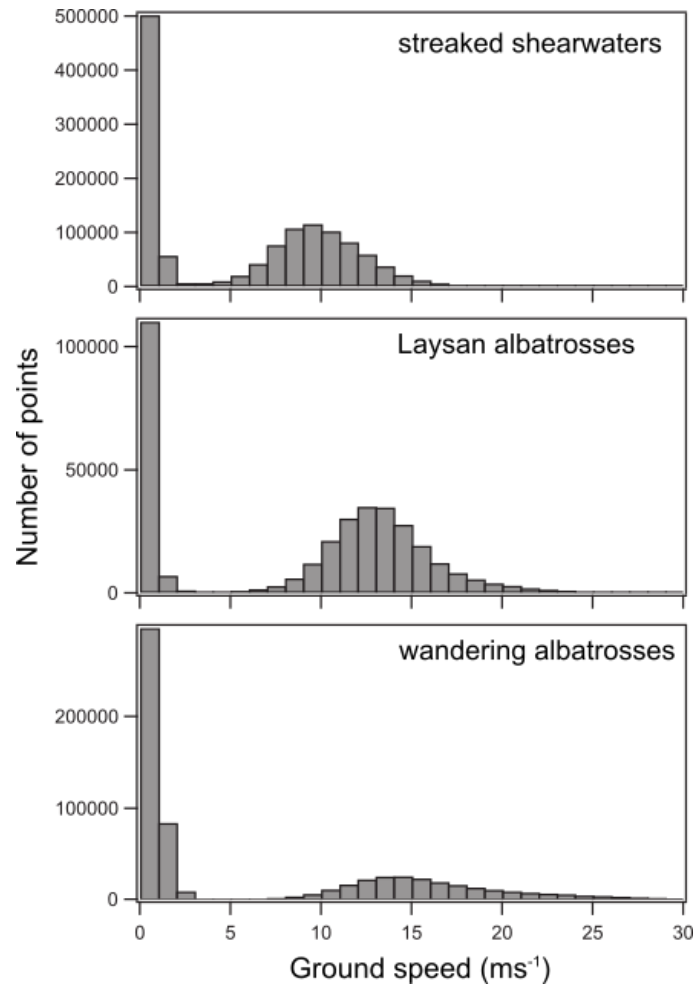 streaked shearwaters
500000
400000
300000
200000
100000
0
Laysan albatrosses
100000
50000
0
wandering albatrosses
200000
100000
0
Number of points
0 5 10 15 20 25 30
Ground speed (ms⁻¹)